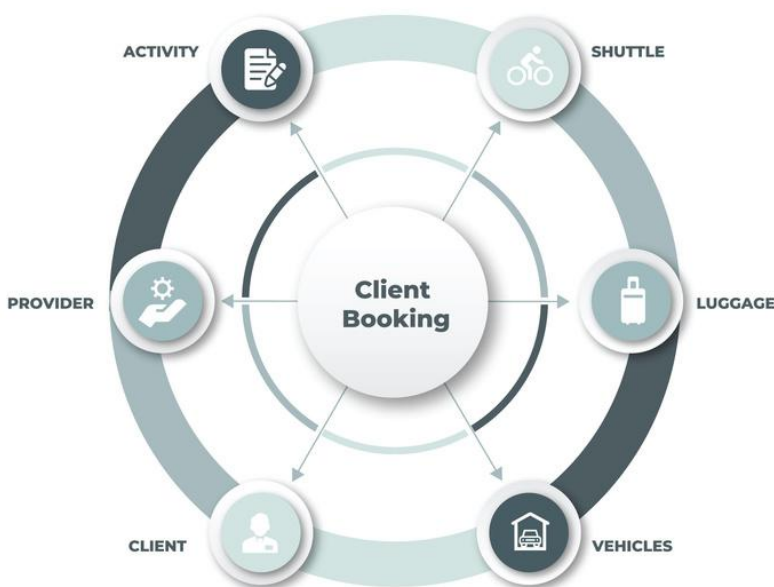 ACTIVITY
SHUTTLE
Client
Booking
PROVIDER
LUGGAGE
CLIENT
VEHICLES